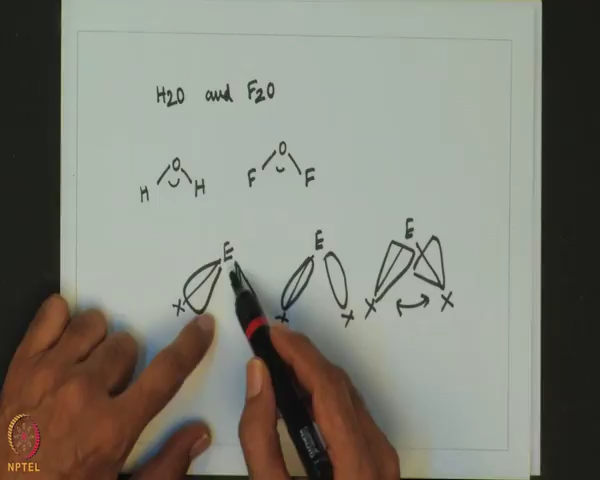 H2O and F2O
O O
H H F F
E E E
X X X X X
NPTEL